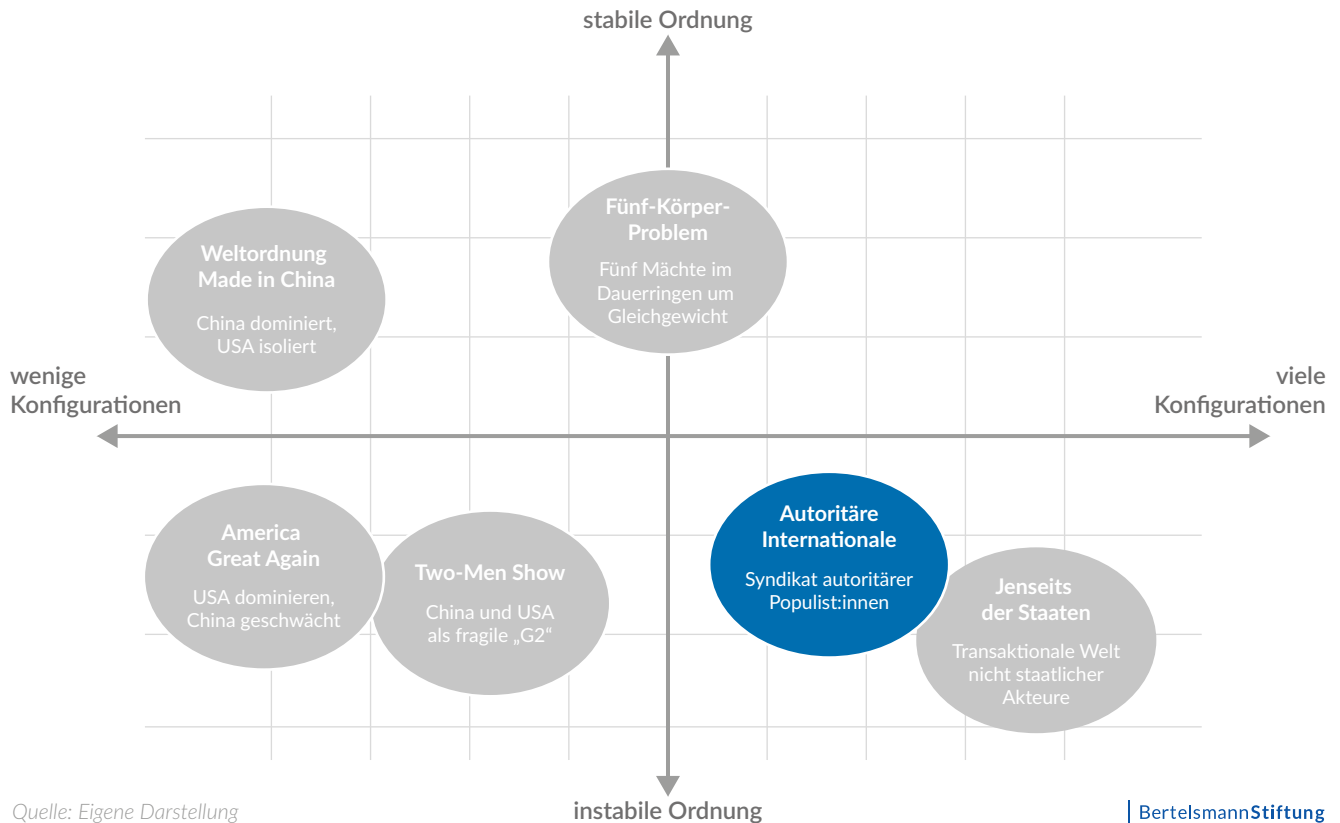 stabile Ordnung
Fünf-Körper-
Problem
Fünf Mächte im
Dauerringen um
Gleichgewicht
Weltordnung
Made in China
China dominiert,
USA isoliert
wenige
Konfigurationen
viele
Konfigurationen
America
Great Again
USA dominieren,
China geschwächt
Two-Men Show
China und USA
als fragile „G2“
Autoritäre
Internationale
Syndikat autoritärer
Populist:innen
Jenseits
der Staaten
Transaktionale Welt
nicht staatlicher
Akteure
Quelle: Eigene Darstellung
instabile Ordnung
BertelsmannStiftung